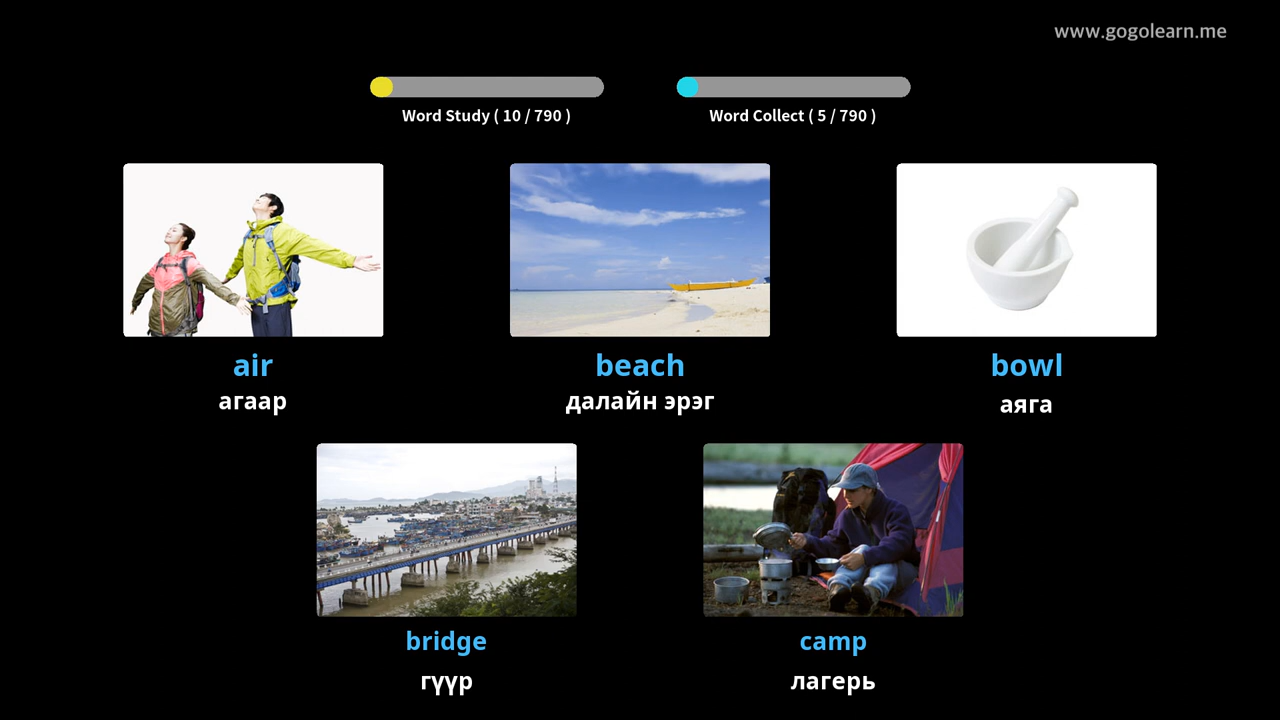 www.gogolearn.me
Word Study ( 10 / 790 )
Word Collect ( 5 / 790 )
air
агаар
beach
далайн эрэг
bowl
аяга
bridge
гүүр
camp
лагерь